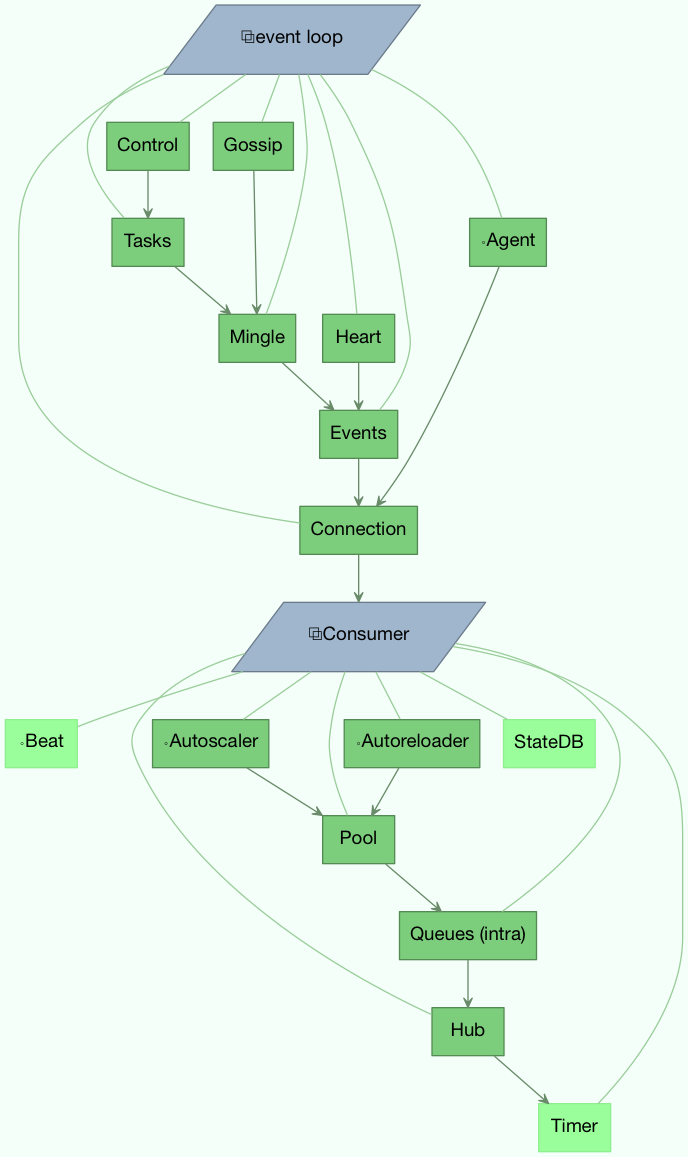 ⧉event loop
Control
Gossip
Tasks
◦Agent
Mingle
Heart
Events
Connection
⧉Consumer
◦Beat
◦Autoscaler
◦Autoreloader
StateDB
Pool
Queues (intra)
Hub
Timer